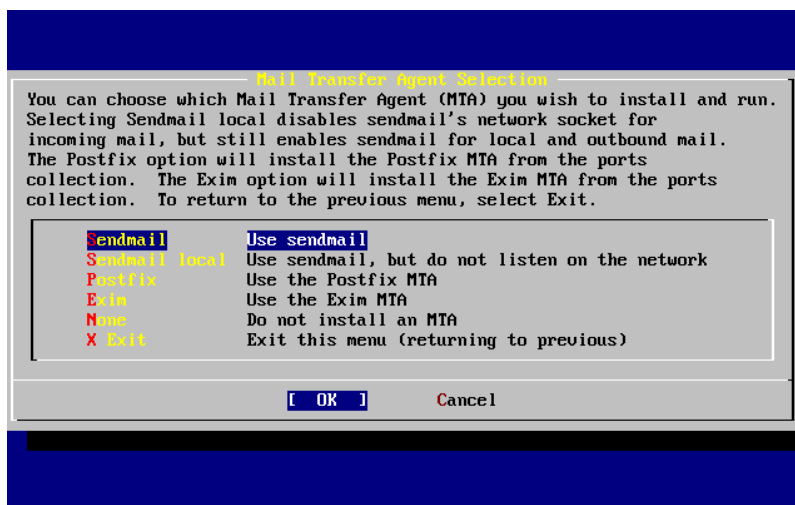 Mail Transfer Agent Selection
You can choose which Mail Transfer Agent (MTA) you wish to install and run.
Selecting Sendmail local disables sendmail's network socket for
incoming mail, but still enables sendmail for local and outbound mail.
The Postfix option will install the Postfix MTA from the ports
collection.  The Exim option will install the Exim MTA from the ports
collection.  To return to the previous menu, select Exit.
Sendmail Use sendmail
Sendmail local Use sendmail, but do not listen on the network
Postfix Use the Postfix MTA
Exim Use the Exim MTA
None Do not install an MTA
X Exit Exit this menu (returning to previous)
[ OK ] Cancel